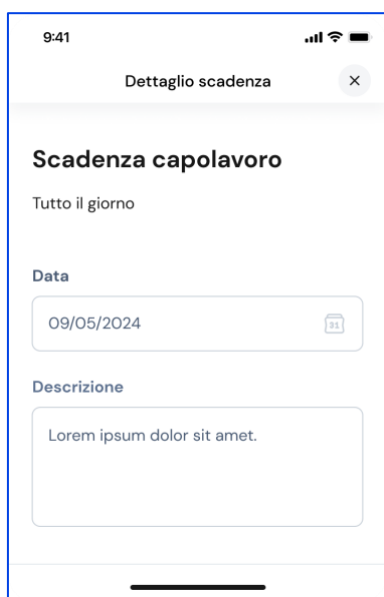 9:41
Dettaglio scadenza
Scadenza capolavoro
Tutto il giorno
Data
09/05/2024
31
Descrizione
Lorem ipsum dolor sit amet.